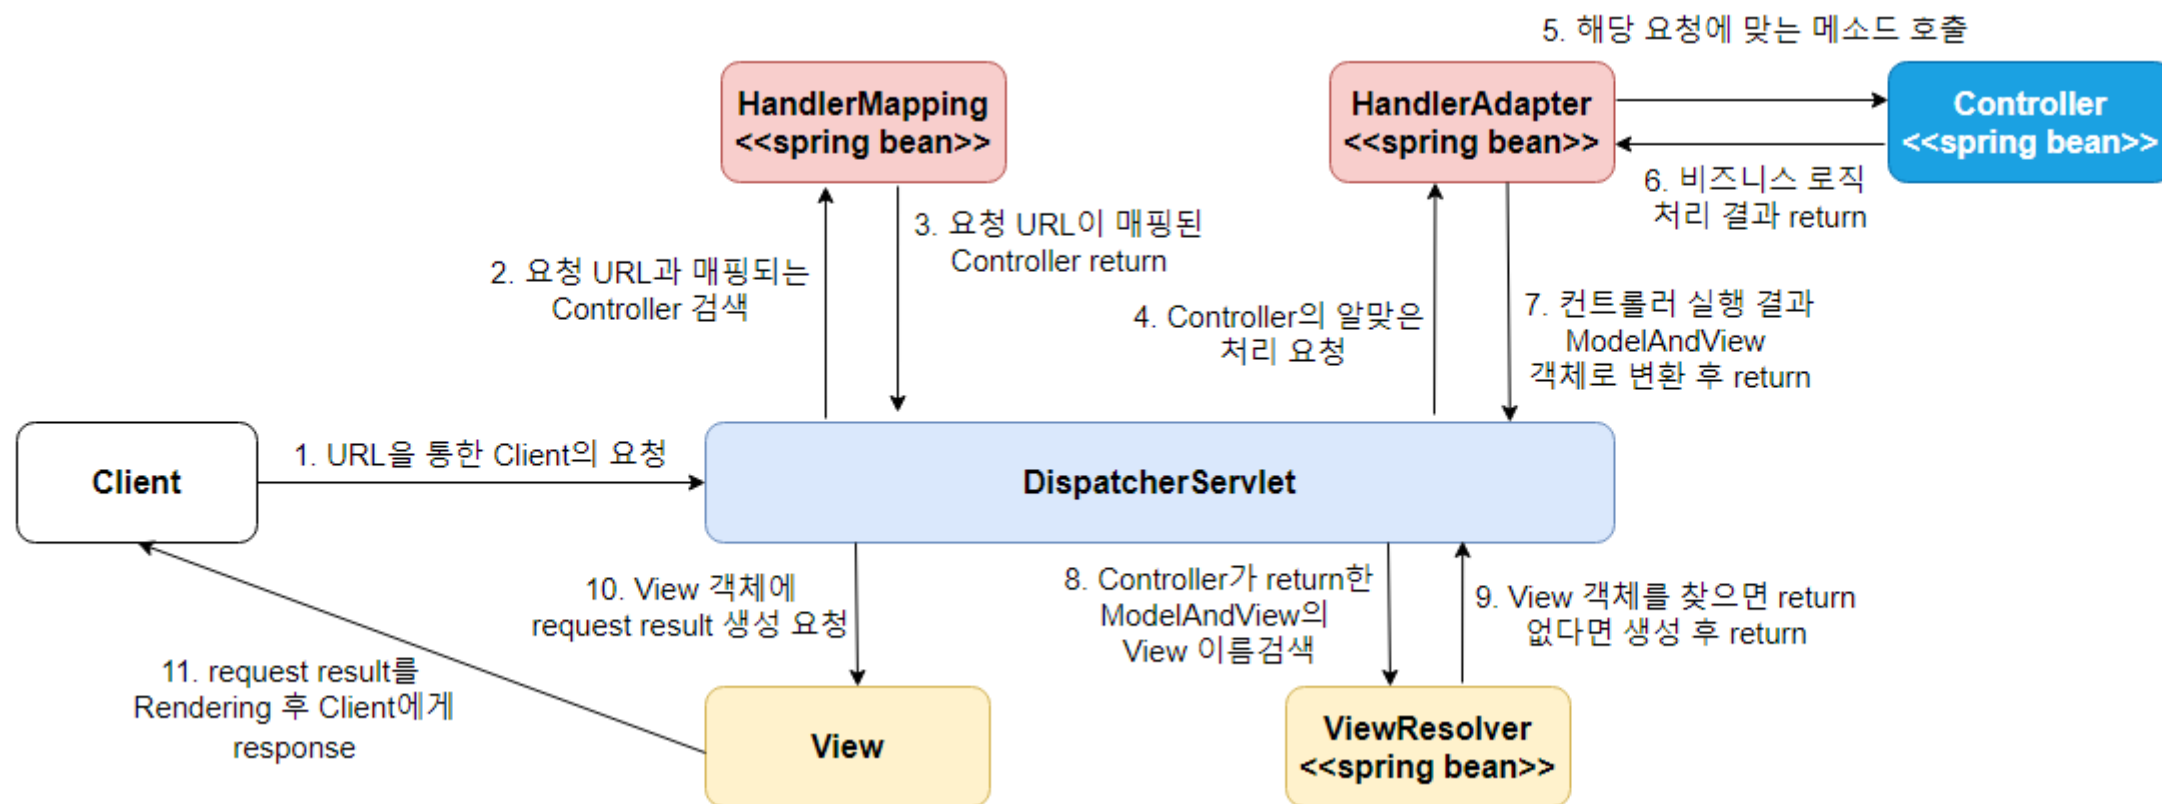 5. 해당 요청에 맞는 메소드 호출
HandlerMapping
<<spring bean>>
HandlerAdapter
<<spring bean>>
Controller
<<spring bean>>
6. 비즈니스 로직
처리 결과 return
3. 요청 URL이 매핑된
Controller return
2. 요청 URL과 매핑되는
Controller 검색
4. Controller의 알맞은
처리 요청
7. 컨트롤러 실행 결과
ModelAndView
객체로 변환 후 return
1. URL을 통한 Client의 요청
Client
DispatcherServlet
10. View 객체에
request result 생성 요청
8. Controller가 return한
ModelAndView의
View 이름검색
9. View 객체를 찾으면 return
없다면 생성 후 return
11. request result를
Rendering 후 Client에게
response
View
ViewResolver
<<spring bean>>